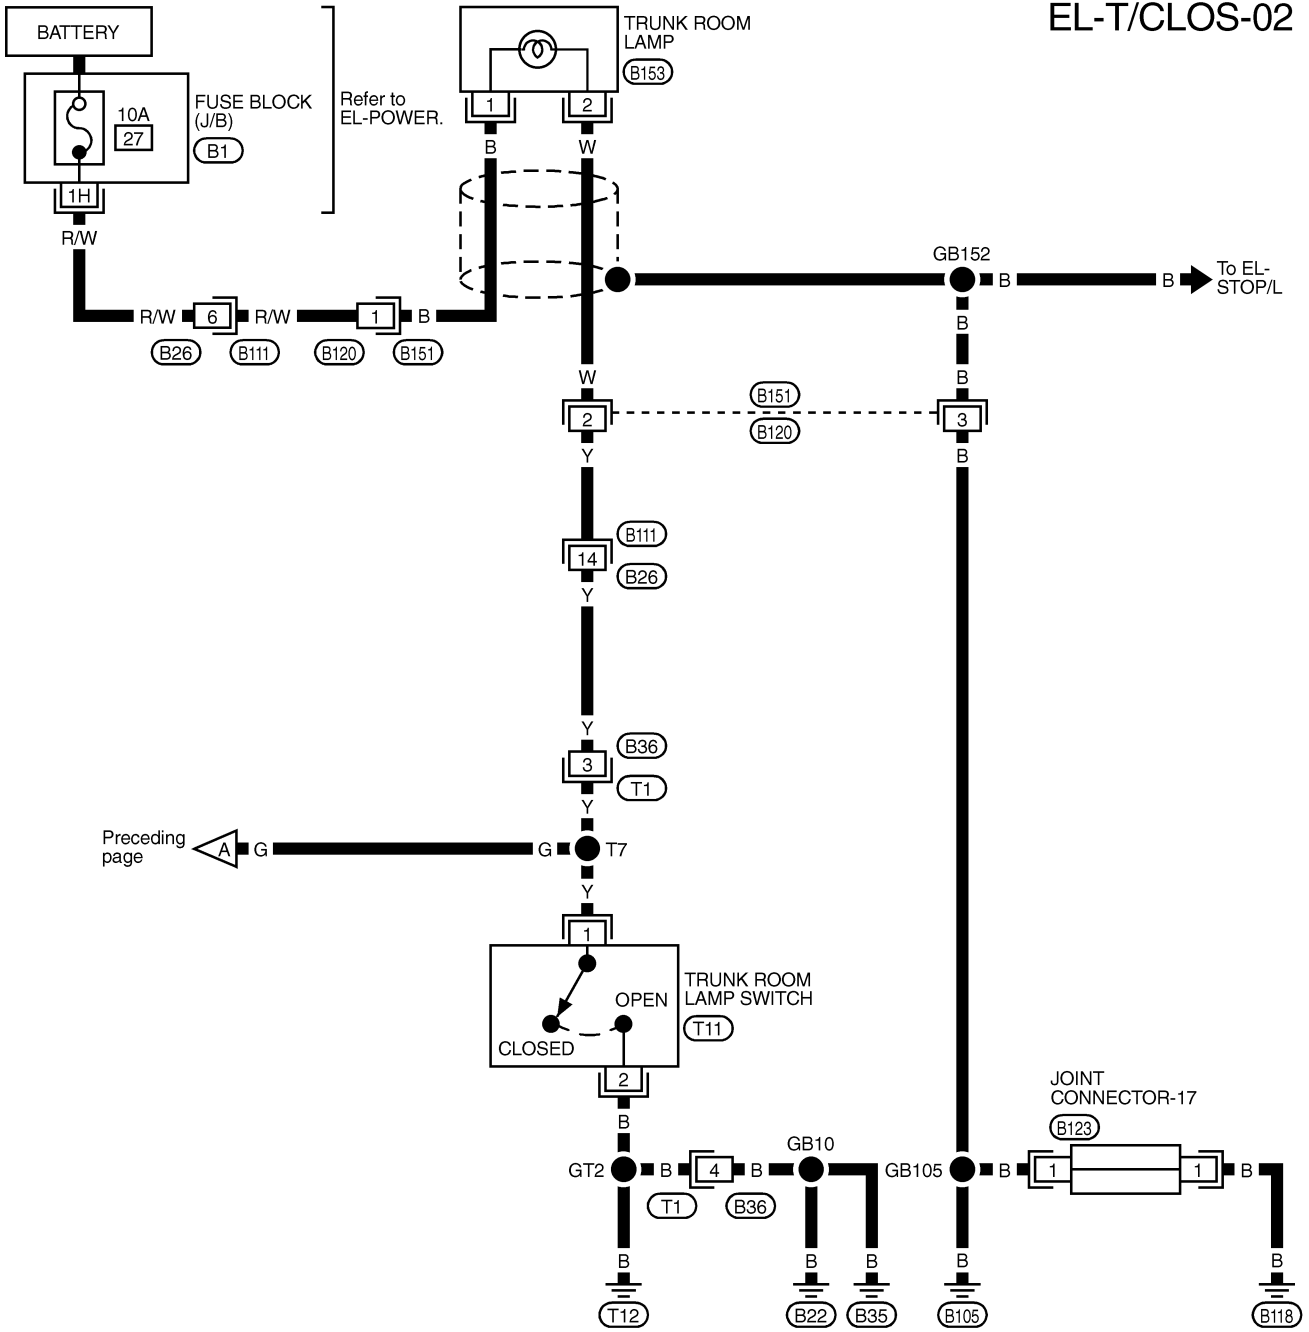 EL-T/CLOS-02
BATTERY
10A
27
FUSE BLOCK
(J/B)
B1
Refer to
EL-POWER.
1H
R/W
TRUNK ROOM
LAMP
B153
1
2
B
W
R/W
6
R/W
1
B
B26
B111
B120
B151
GB152
B
B
To EL-
STOP/L
B
W
B
2
B151
B120
3
Y
B
B111
14
B26
Y
Y
B36
3
T1
Y
Preceding
page
A
G
G
T7
Y
1
TRUNK ROOM
LAMP SWITCH
T11
OPEN
CLOSED
2
B
GT2
B
4
B
GB10
T1
B36
GB105
B
JOINT
CONNECTOR-17
B123
1
1
B
B
B
B
B
B
T12
B22
B35
B105
B118